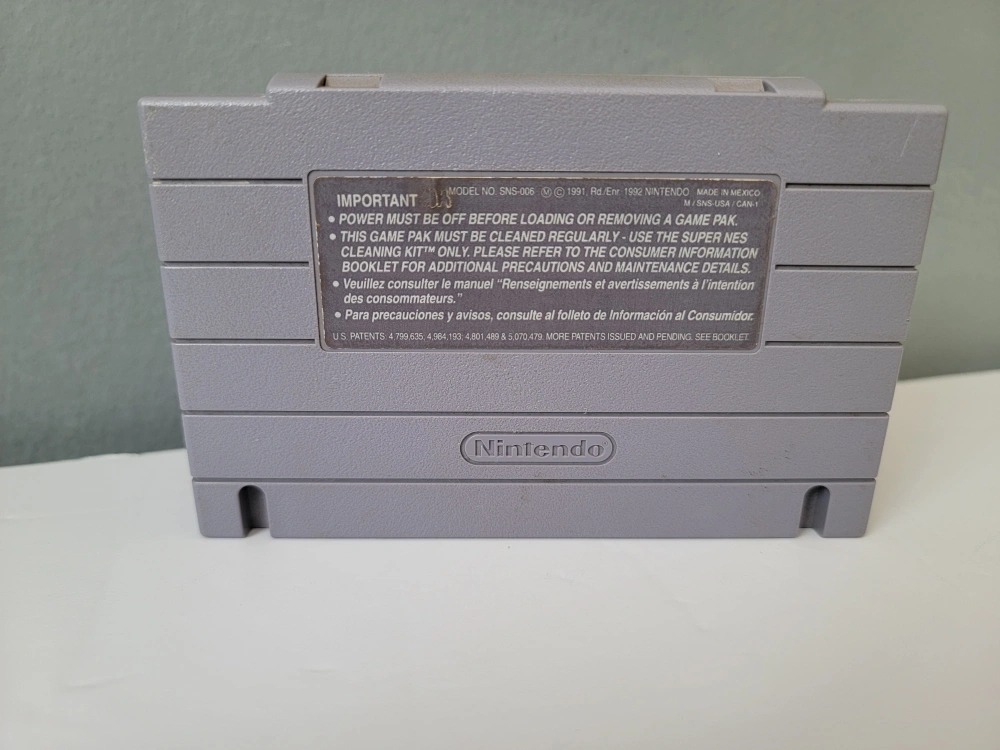 IMPORTANT MODEL NO. SNS-006 Ⓜ © 1991, Rd./Enr. 1992 NINTENDO MADE IN MEXICO
M / SNS-USA / CAN-1
• POWER MUST BE OFF BEFORE LOADING OR REMOVING A GAME PAK.
• THIS GAME PAK MUST BE CLEANED REGULARLY - USE THE SUPER NES
CLEANING KIT™ ONLY. PLEASE REFER TO THE CONSUMER INFORMATION
BOOKLET FOR ADDITIONAL PRECAUTIONS AND MAINTENANCE DETAILS.
• Veuillez consulter le manuel “Renseignements et avertissements à l'intention
des consommateurs.”
• Para precauciones y avisos, consulte al folleto de Información al Consumidor.
U.S. PATENTS: 4,799,635; 4,984,193; 4,801,489 & 5,070,479. MORE PATENTS ISSUED AND PENDING. SEE BOOKLET.
Nintendo